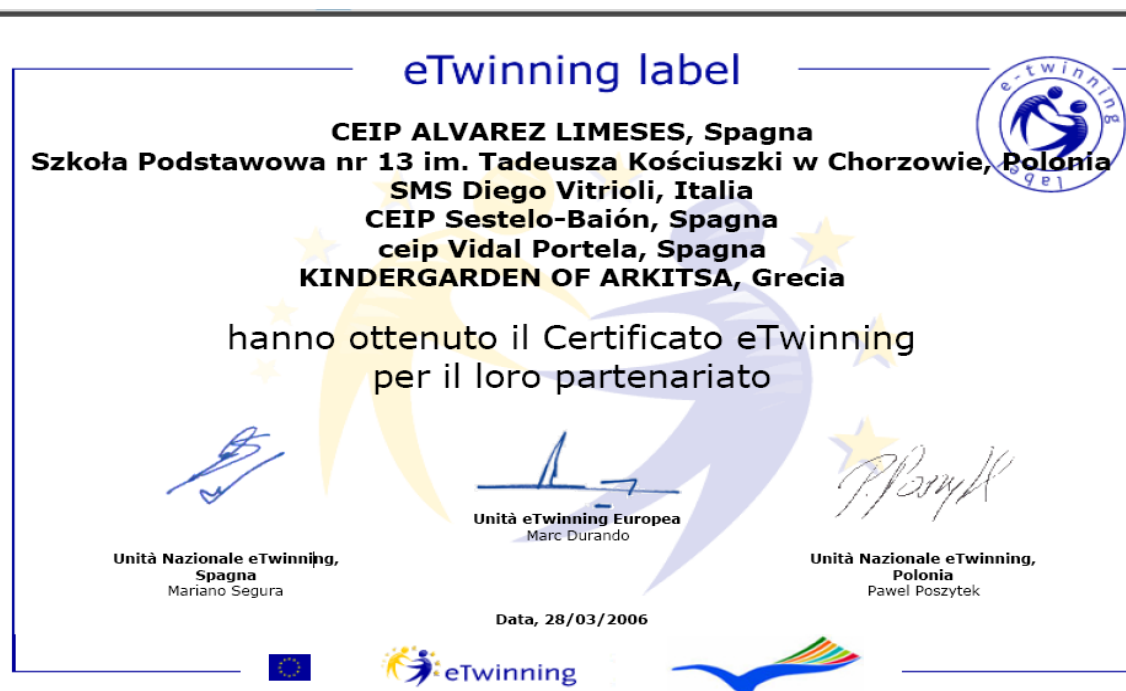 eTwinning label
e-twinning
label
CEIP ALVAREZ LIMESES, Spagna
Szkoła Podstawowa nr 13 im. Tadeusza Kościuszki w Chorzowie, Polonia
SMS Diego Vitrioli, Italia
CEIP Sestelo-Baión, Spagna
ceip Vidal Portela, Spagna
KINDERGARDEN OF ARKITSA, Grecia
hanno ottenuto il Certificato eTwinning
per il loro partenariato
Unità eTwinning Europea
Marc Durando
Unità Nazionale eTwinning,
Spagna
Mariano Segura
Unità Nazionale eTwinning,
Polonia
Pawel Poszytek
Data, 28/03/2006
eTwinning